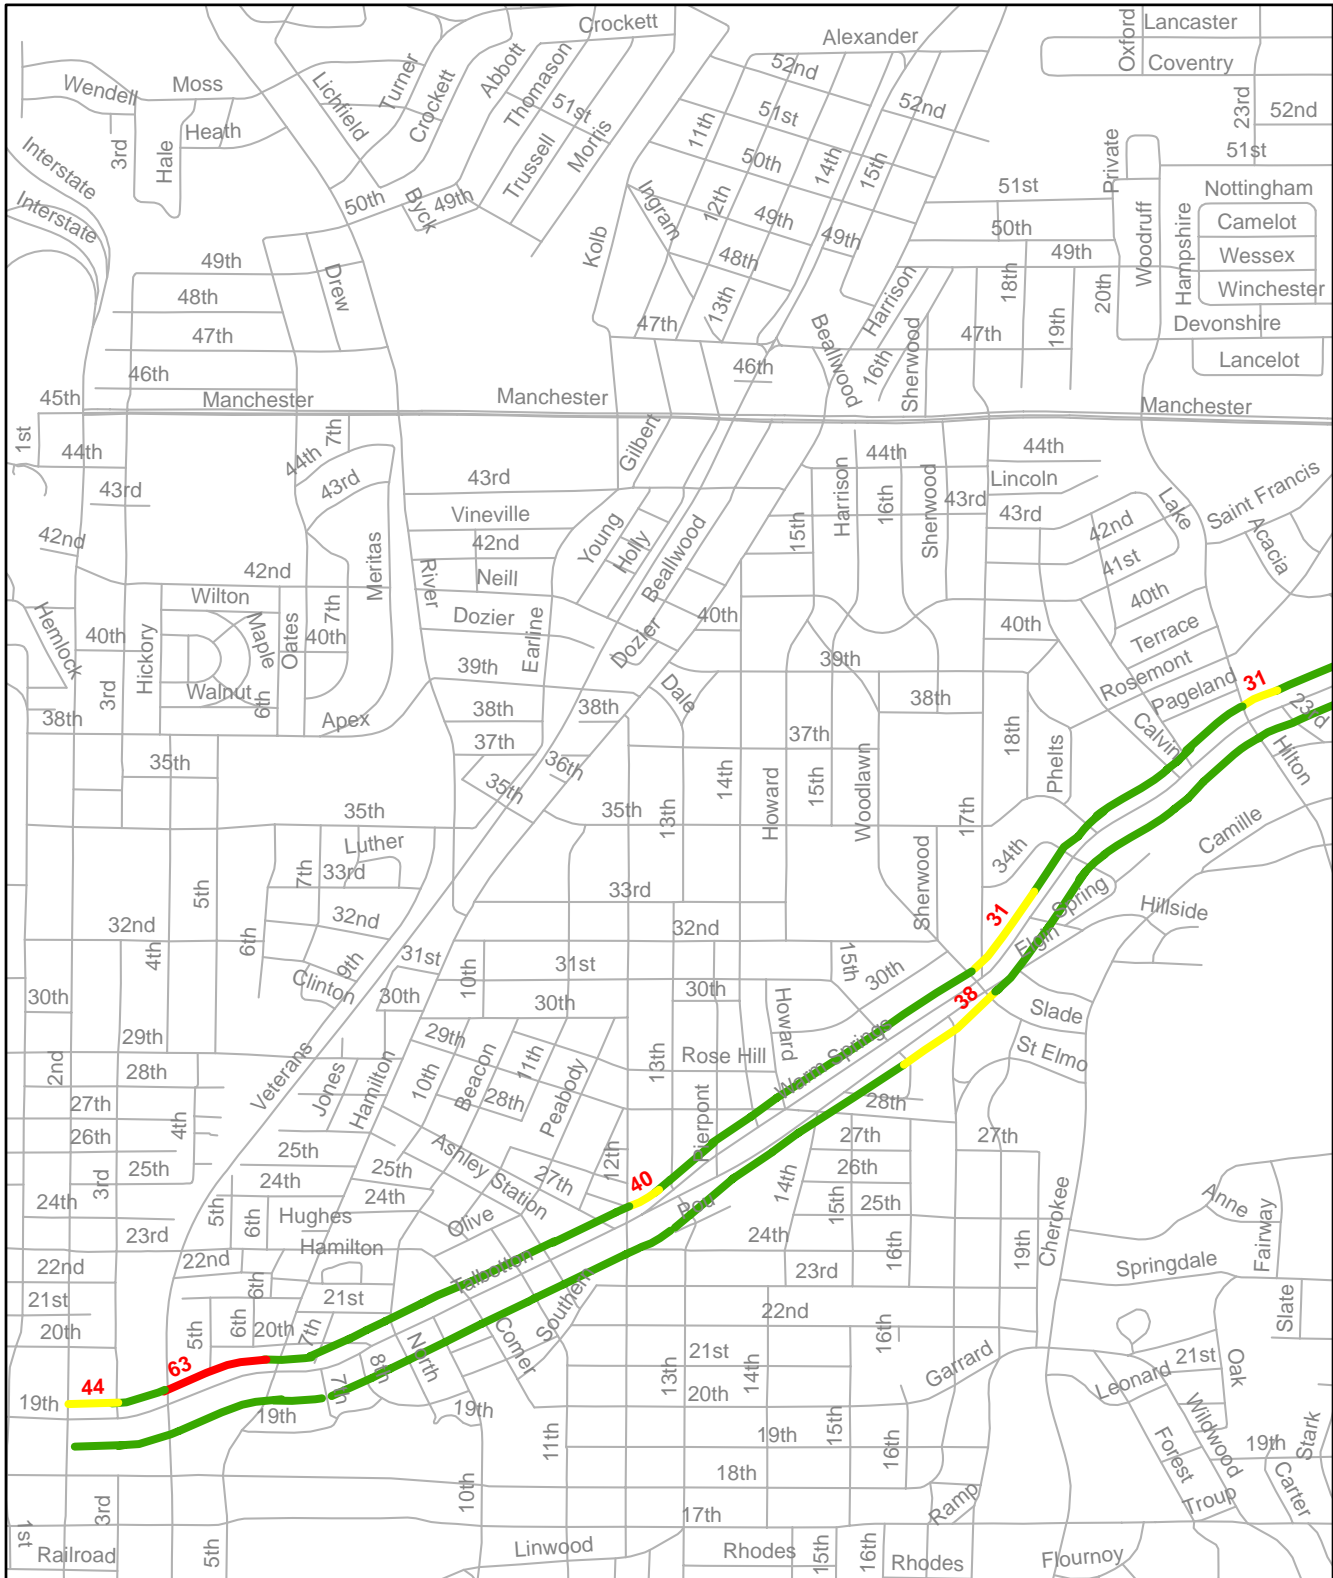 Crockett
Alexander
Oxford
Lancaster
Coventry
Wendell
Moss
Lichfield
Turner
Crockett
Abbott
Thomason
51st
Trussell
Morris
52nd
51st
52nd
11th
50th
14th
15th
12th
23rd
52nd
51st
3rd
Hale
Heath
Interstate
Interstate
50th
Byck
49th
Kolb
Ingram
49th
49th
48th
13th
47th
Private
51st
50th
49th
Woodruff
Nottingham
Hampshire
Camelot
Wessex
Winchester
Devonshire
Lancelot
49th
48th
47th
46th
Drew
18th
20th
19th
Harrison
Beallwood
16th
Sherwood
47th
46th
45th
Manchester
Manchester
Manchester
1st
44th
43rd
42nd
44th
7th
43rd
43rd
Gilbert
44th
44th
Lincoln
Harrison
16th
Sherwood
43rd
43rd
15th
Lake
Saint Francis
Acacia
42nd
41st
40th
Terrace
Rosemont
Pageland
Vineville
42nd
Neill
Dozier
Young
Holly
Beallwood
Meritas
River
42nd
Wilton
Maple
Oates
7th
40th
Hemlock
40th
Hickory
3rd
Walnut
6th
38th
Apex
Earline
Dozier
40th
39th
39th
40th
Dale
38th
38th
38th
37th
37th
36th
35th
18th
Phelts
Calvin
31
23rd
Hilton
35th
35th
35th
14th
15th
Howard
Woodlawn
13th
17th
Camille
34th
Luther
7th
33rd
5th
33rd
32nd
32nd
32nd
Sherwood
31
Spring
Elgin
Hillside
4th
6th
9th
Clinton
31st
30th
10th
31st
30th
30th
15th
30th
Howard
38
Slade
30th
29th
28th
2nd
27th
26th
4th
3rd
25th
24th
23rd
22nd
21st
20th
Veterans
Jones
Hamilton
29th
10th
Beacon
11th
28th
Peabody
13th
Rose Hill
Pierpont
Warm Springs
St Elmo
28th
27th
27th
26th
25th
15th
14th
16th
24th
23rd
25th
24th
25th
24th
Ashley Station
27th
12th
40
Pou
5th
6th
Hughes
Olive
Hamilton
Talbotton
22nd
6th
21st
19th
Cherokee
Anne
Fairway
Springdale
Slate
5th
6th
20th
7th
North
Comer
Southern
22nd
16th
63
44
19th
19th
7th
8th
19th
21st
20th
13th
14th
Garrard
Leonard
21st
Oak
11th
19th
15th
16th
18th
Wildwood
Forest
Troup
19th
Stark
Carter
10th
3rd
1st
Railroad
5th
17th
Ramp
Linwood
Rhodes
15th
16th
Rhodes
Flournoy